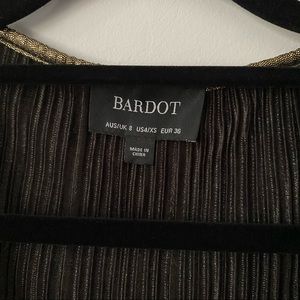 BARDOT
AUS/UK 8 US4/XS EUR 36
MADE IN
CHINA